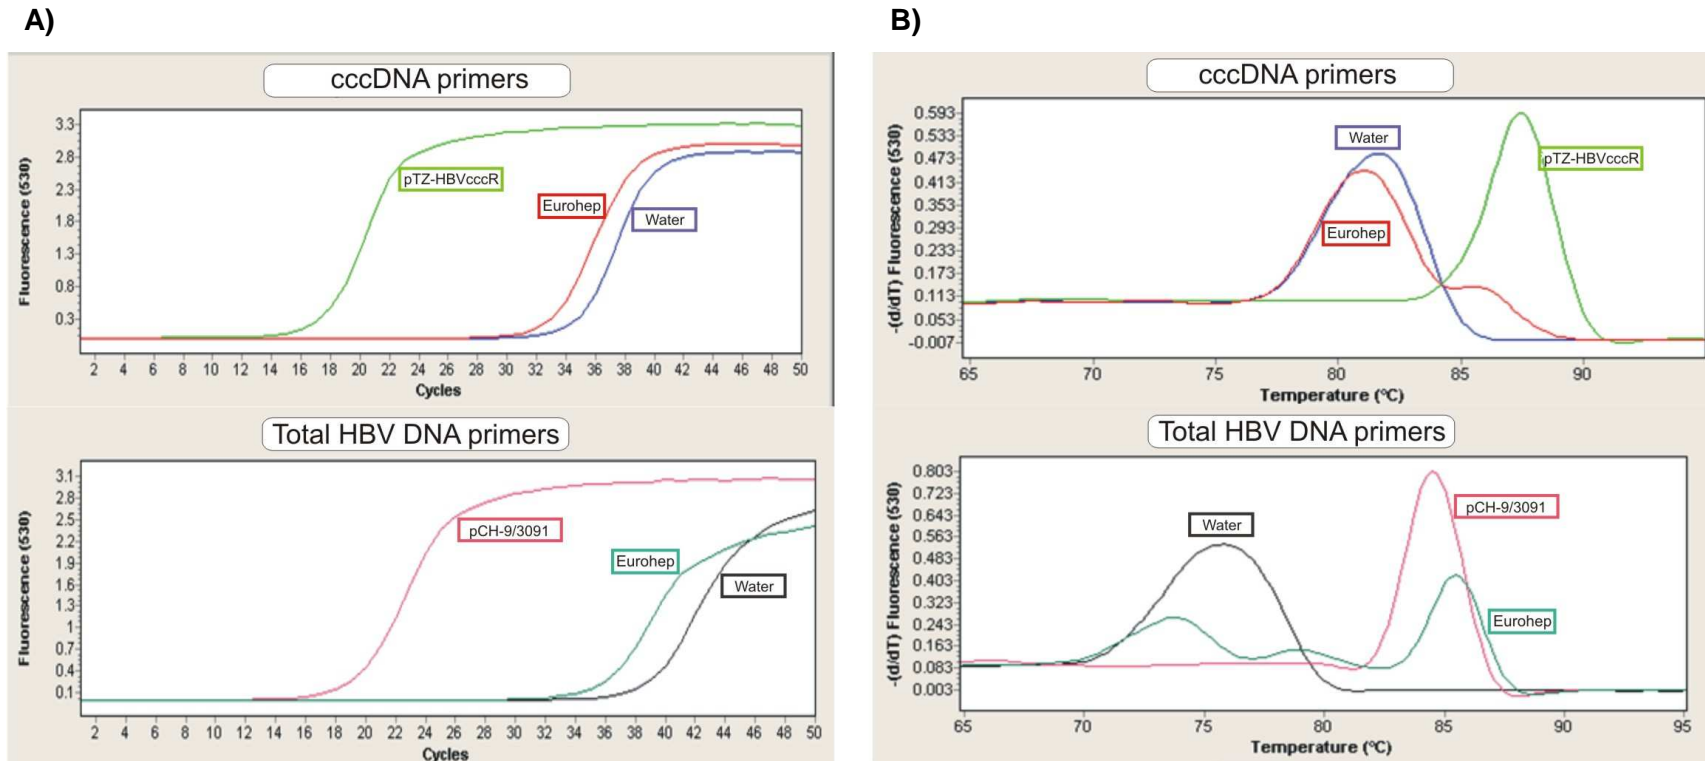 A)
B)
cccDNA primers
3.3
2.8
2.3
1.8
1.3
0.8
0.3
Fluorescence (530)
pTZ-HBVcccR
Eurohep
Water
2 4 6 8 10 12 14 16 18 20 22 24 26 28 30 32 34 36 38 40 42 44 46 48 50
Cycles
cccDNA primers
0.593
0.533
0.473
0.413
0.353
0.293
0.233
0.173
0.113
0.053
-0.007
-(d/dT) Fluorescence (530)
Water
pTZ-HBVcccR
Eurohep
65 70 75 80 85 90
Temperature (ºC)
Total HBV DNA primers
3.1
2.8
2.5
2.2
1.9
1.6
1.3
1
0.7
0.4
0.1
Fluorescence (530)
pCH-9/3091
Eurohep
Water
2 4 6 8 10 12 14 16 18 20 22 24 26 28 30 32 34 36 38 40 42 44 46 48 50
Cycles
Total HBV DNA primers
0.803
0.723
0.643
0.563
0.483
0.403
0.323
0.243
0.163
0.083
0.003
-(d/dT) Fluorescence (530)
Water
pCH-9/3091
Eurohep
65 70 75 80 85 90 95
Temperature (ºC)